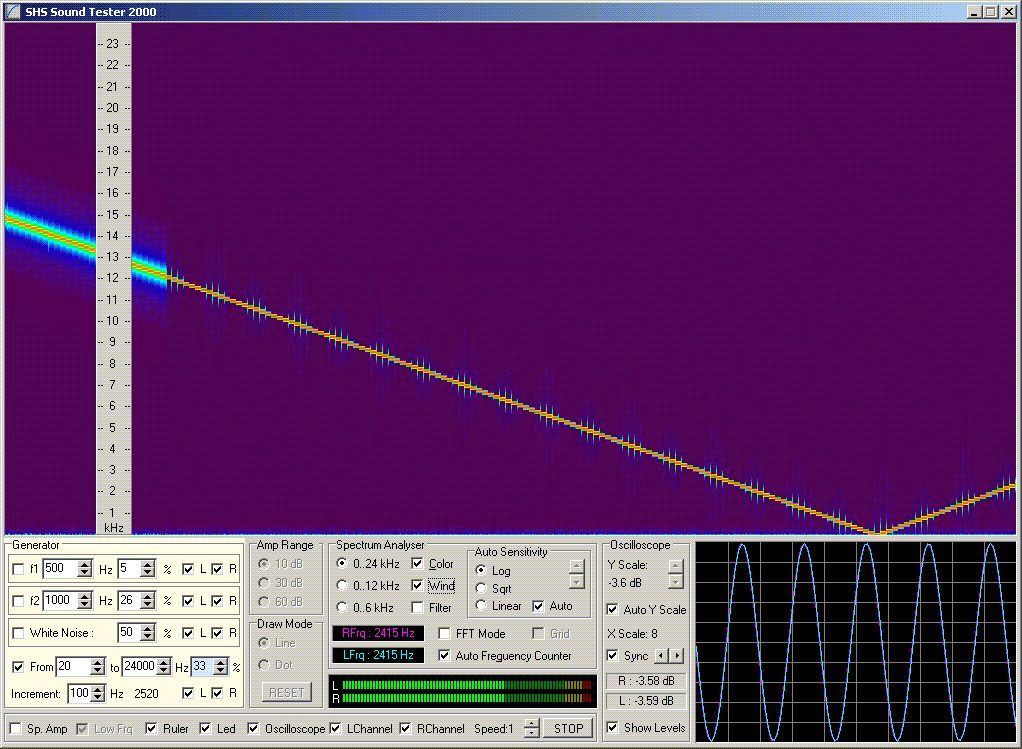 SHS Sound Tester 2000
23
22
21
20
19
18
17
16
15
14
13
12
11
10
9
8
7
6
5
4
3
2
1
kHz
Generator
f1 500 Hz 5 % L R
f2 1000 Hz 26 % L R
White Noise : 50 % L R
From 20 to 24000 Hz 33 %
Increment: 100 Hz 2520 L R
Amp Range
10 dB
30 dB
60 dB
Draw Mode
Line
Dot
RESET
Spectrum Analyser
0..24 kHz Color
0..12 kHz Wind
0..6 kHz Filter
Auto Sensitivity
Log
Sqrt
Linear Auto
RFrq : 2415 Hz FFT Mode Grid
LFrq : 2415 Hz Auto Freguency Counter
L
R
Oscilloscope
Y Scale:
-3.6 dB
Auto Y Scale
X Scale: 8
Sync
R : -3.58 dB
L : -3.59 dB
Show Levels
Sp. Amp Low Frq Ruler Led Oscilloscope LChannel RChannel Speed:1 STOP